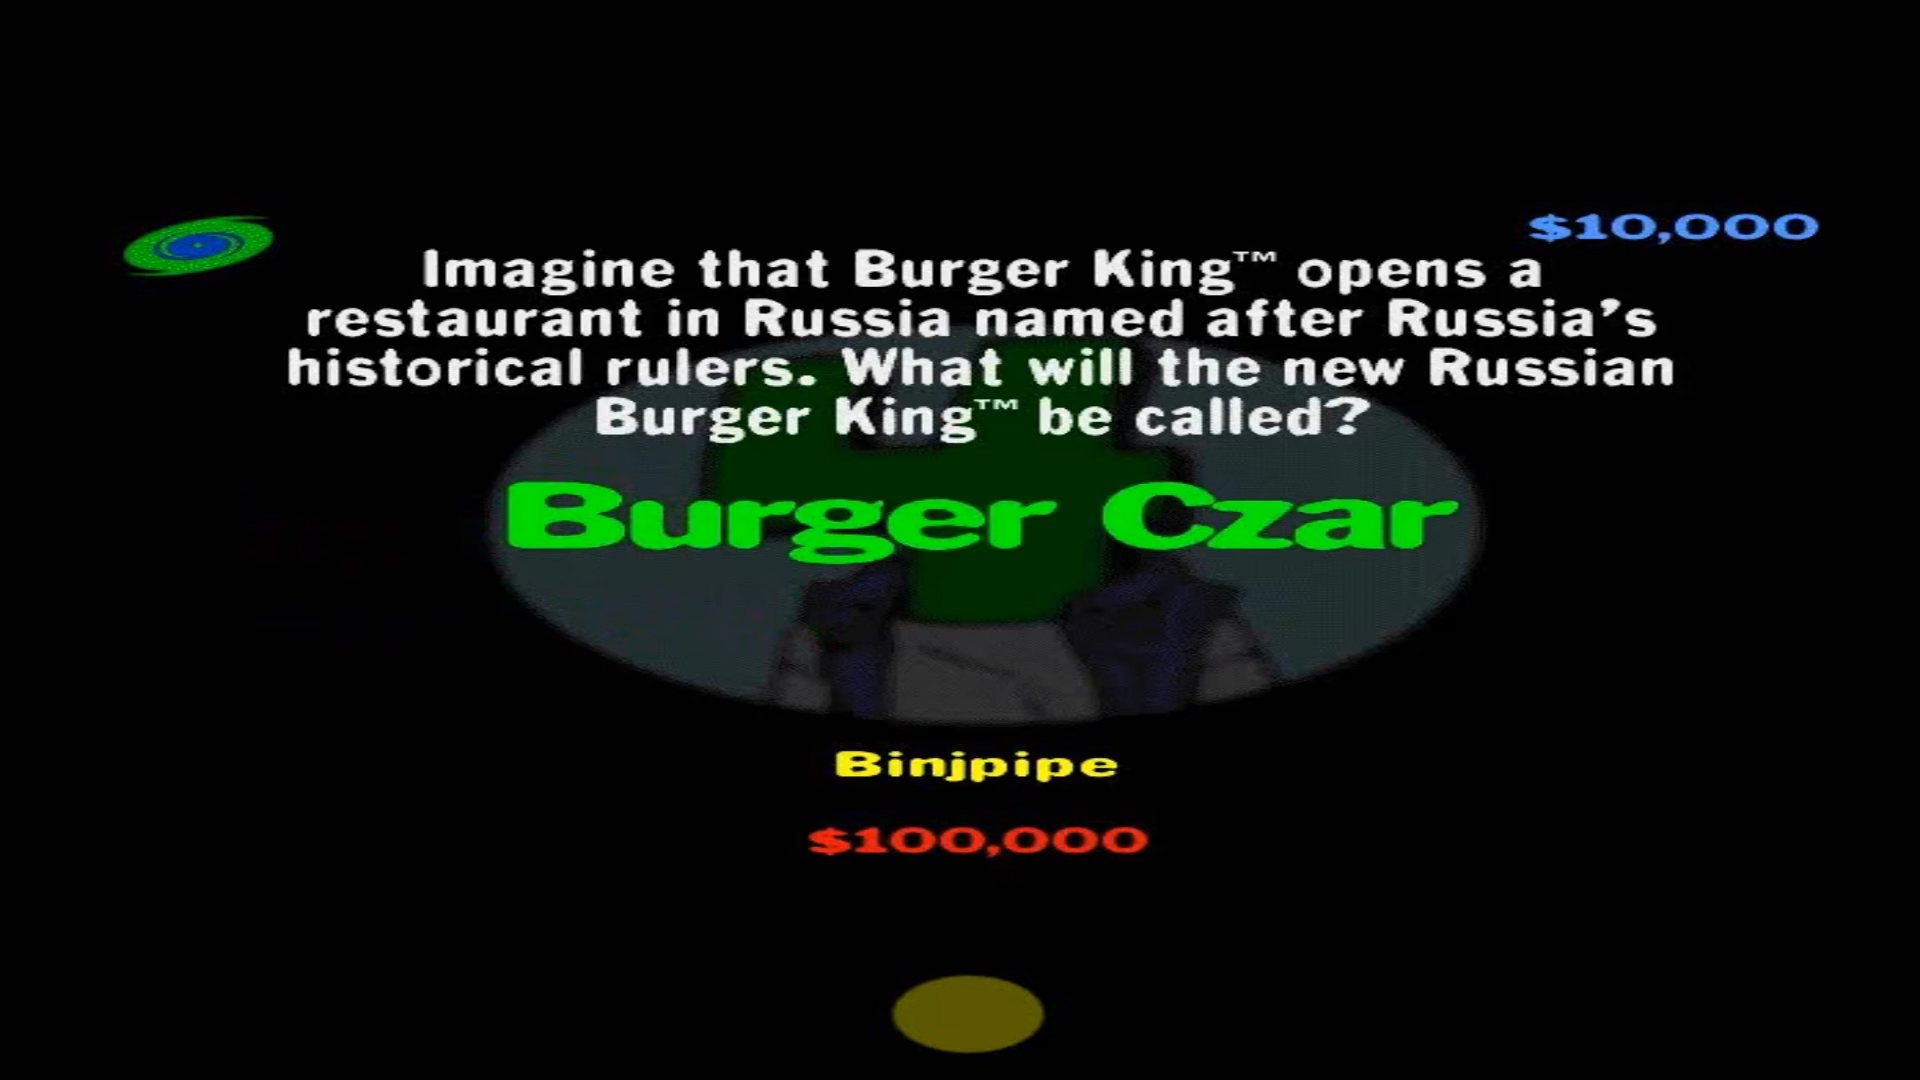 $10,000
Imagine that Burger King™ opens a
restaurant in Russia named after Russia's
historical rulers. What will the new Russian
Burger King™ be called?
Burger Czar
Binjpipe
$100,000